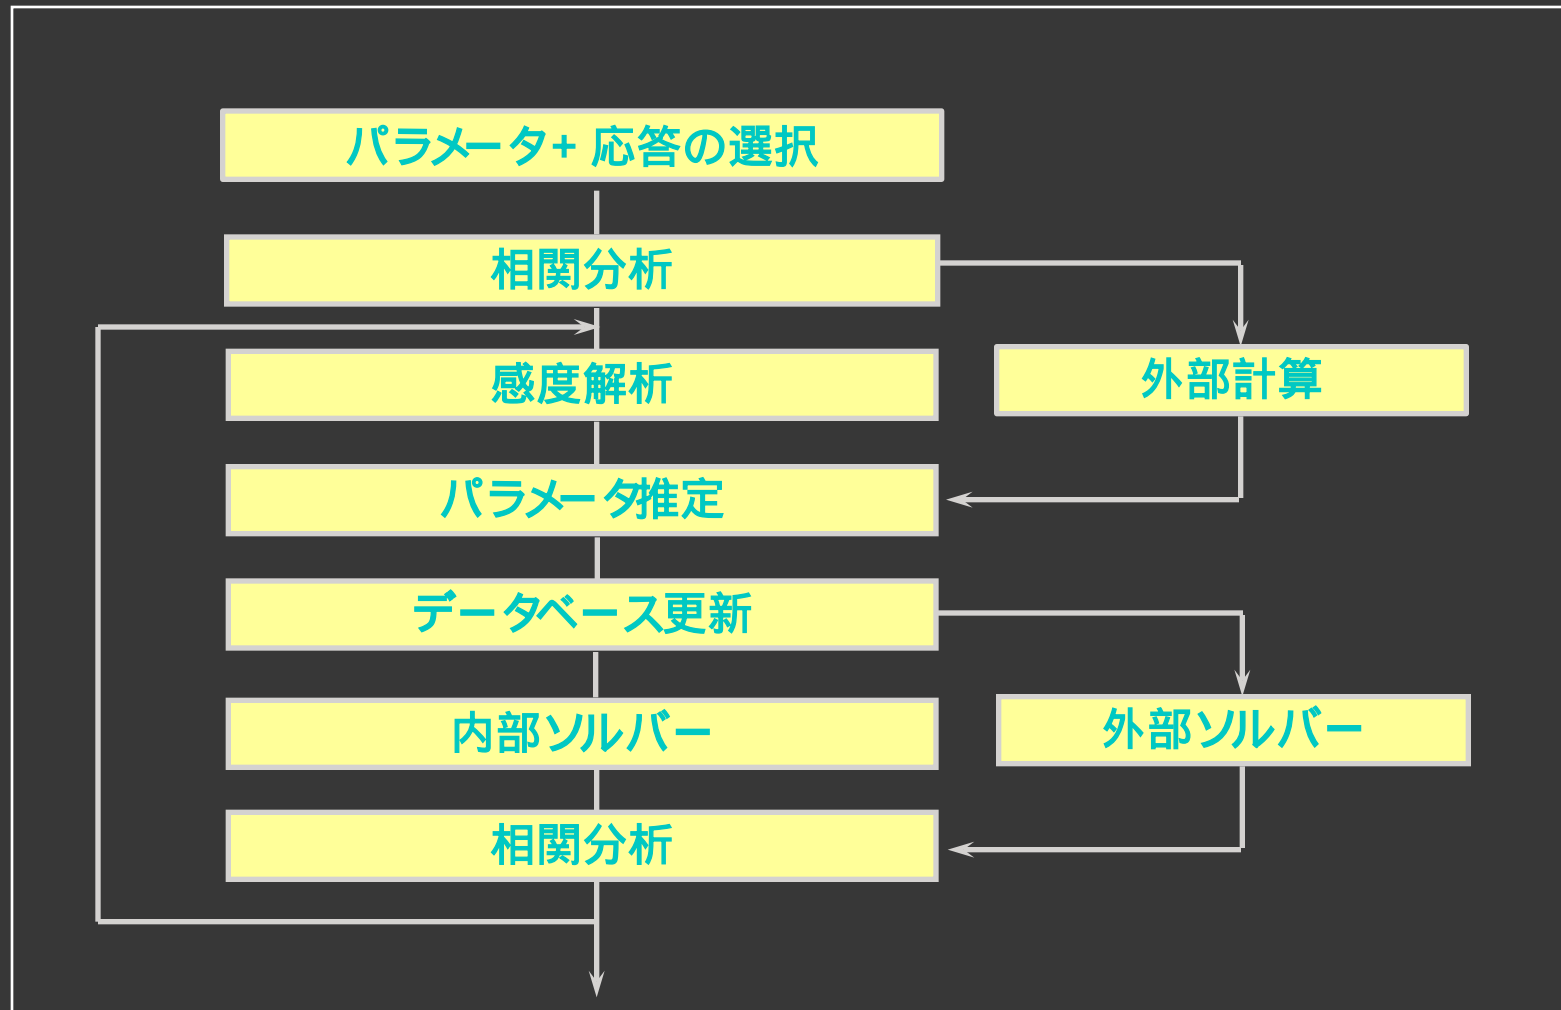 パラメータ+ 応答の選択
相関分析
感度解析
外部計算
パラメータ推定
データベース更新
内部ソルバー
外部ソルバー
相関分析